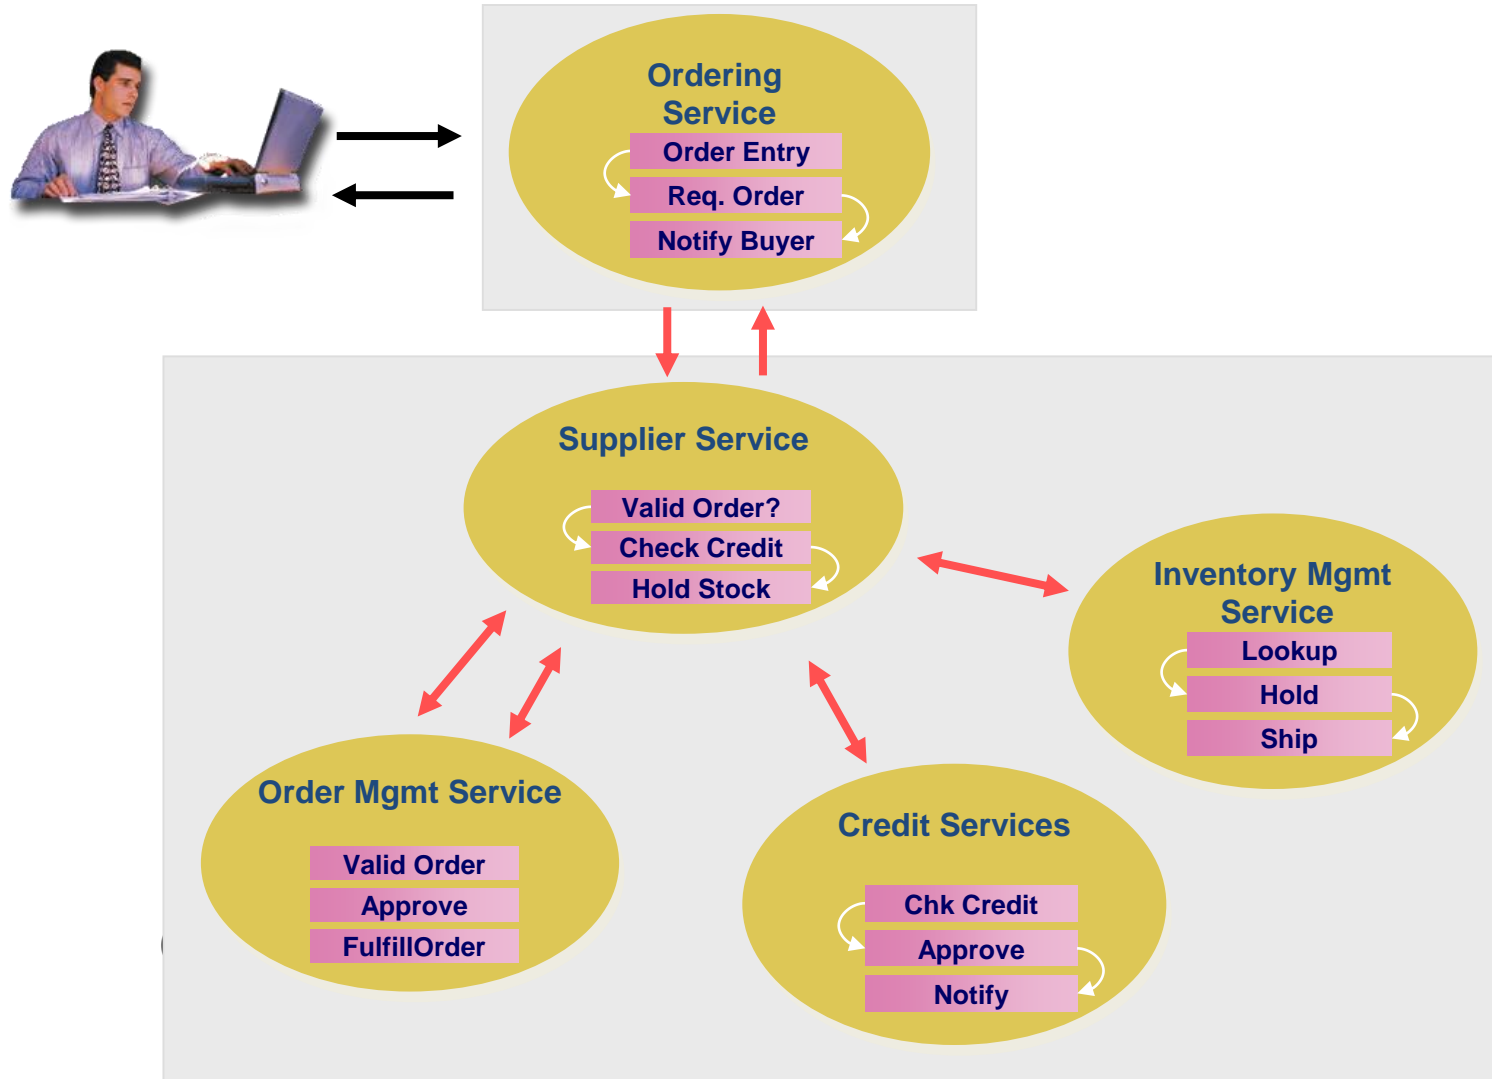 Ordering
Service
Order Entry
Req. Order
Notify Buyer
Supplier Service
Valid Order?
Check Credit
Hold Stock
Inventory Mgmt
Service
Lookup
Hold
Ship
Order Mgmt Service
Valid Order
Approve
FulfillOrder
Credit Services
Chk Credit
Approve
Notify